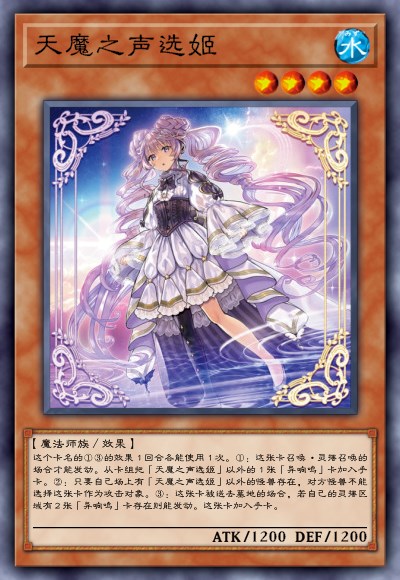 天魔之声选姬
みず
水
【魔法师族／效果】
这个卡名的①③的效果1回合各能使用1次。①：这张卡召唤·灵摆召唤的
场合才能发动。从卡组把「天魔之声选姬」以外的1张「异响鸣」卡加入手
卡。②：只要自己场上有「天魔之声选姬」以外的怪兽存在，对方怪兽不能
选择这张卡作为攻击对象。③：这张卡被送去墓地的场合，若自己的灵摆区
域有2张「异响鸣」卡存在则能发动。这张卡加入手卡。
ATK/1200 DEF/1200